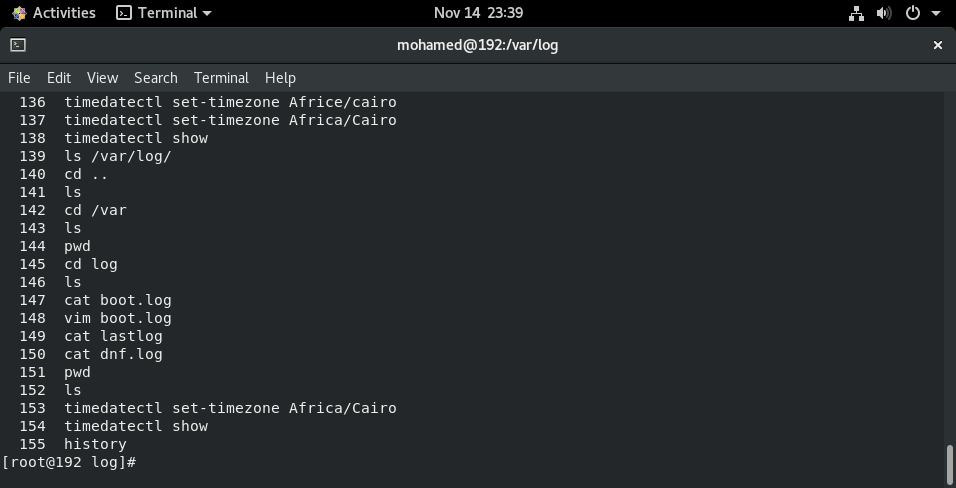 Activities Terminal Nov 14 23:39
mohamed@192:/var/log
File Edit View Search Terminal Help
136 timedatectl set-timezone Africe/cairo
137 timedatectl set-timezone Africa/Cairo
138 timedatectl show
139 ls /var/log/
140 cd ..
141 ls
142 cd /var
143 ls
144 pwd
145 cd log
146 ls
147 cat boot.log
148 vim boot.log
149 cat lastlog
150 cat dnf.log
151 pwd
152 ls
153 timedatectl set-timezone Africa/Cairo
154 timedatectl show
155 history
[root@192 log]#